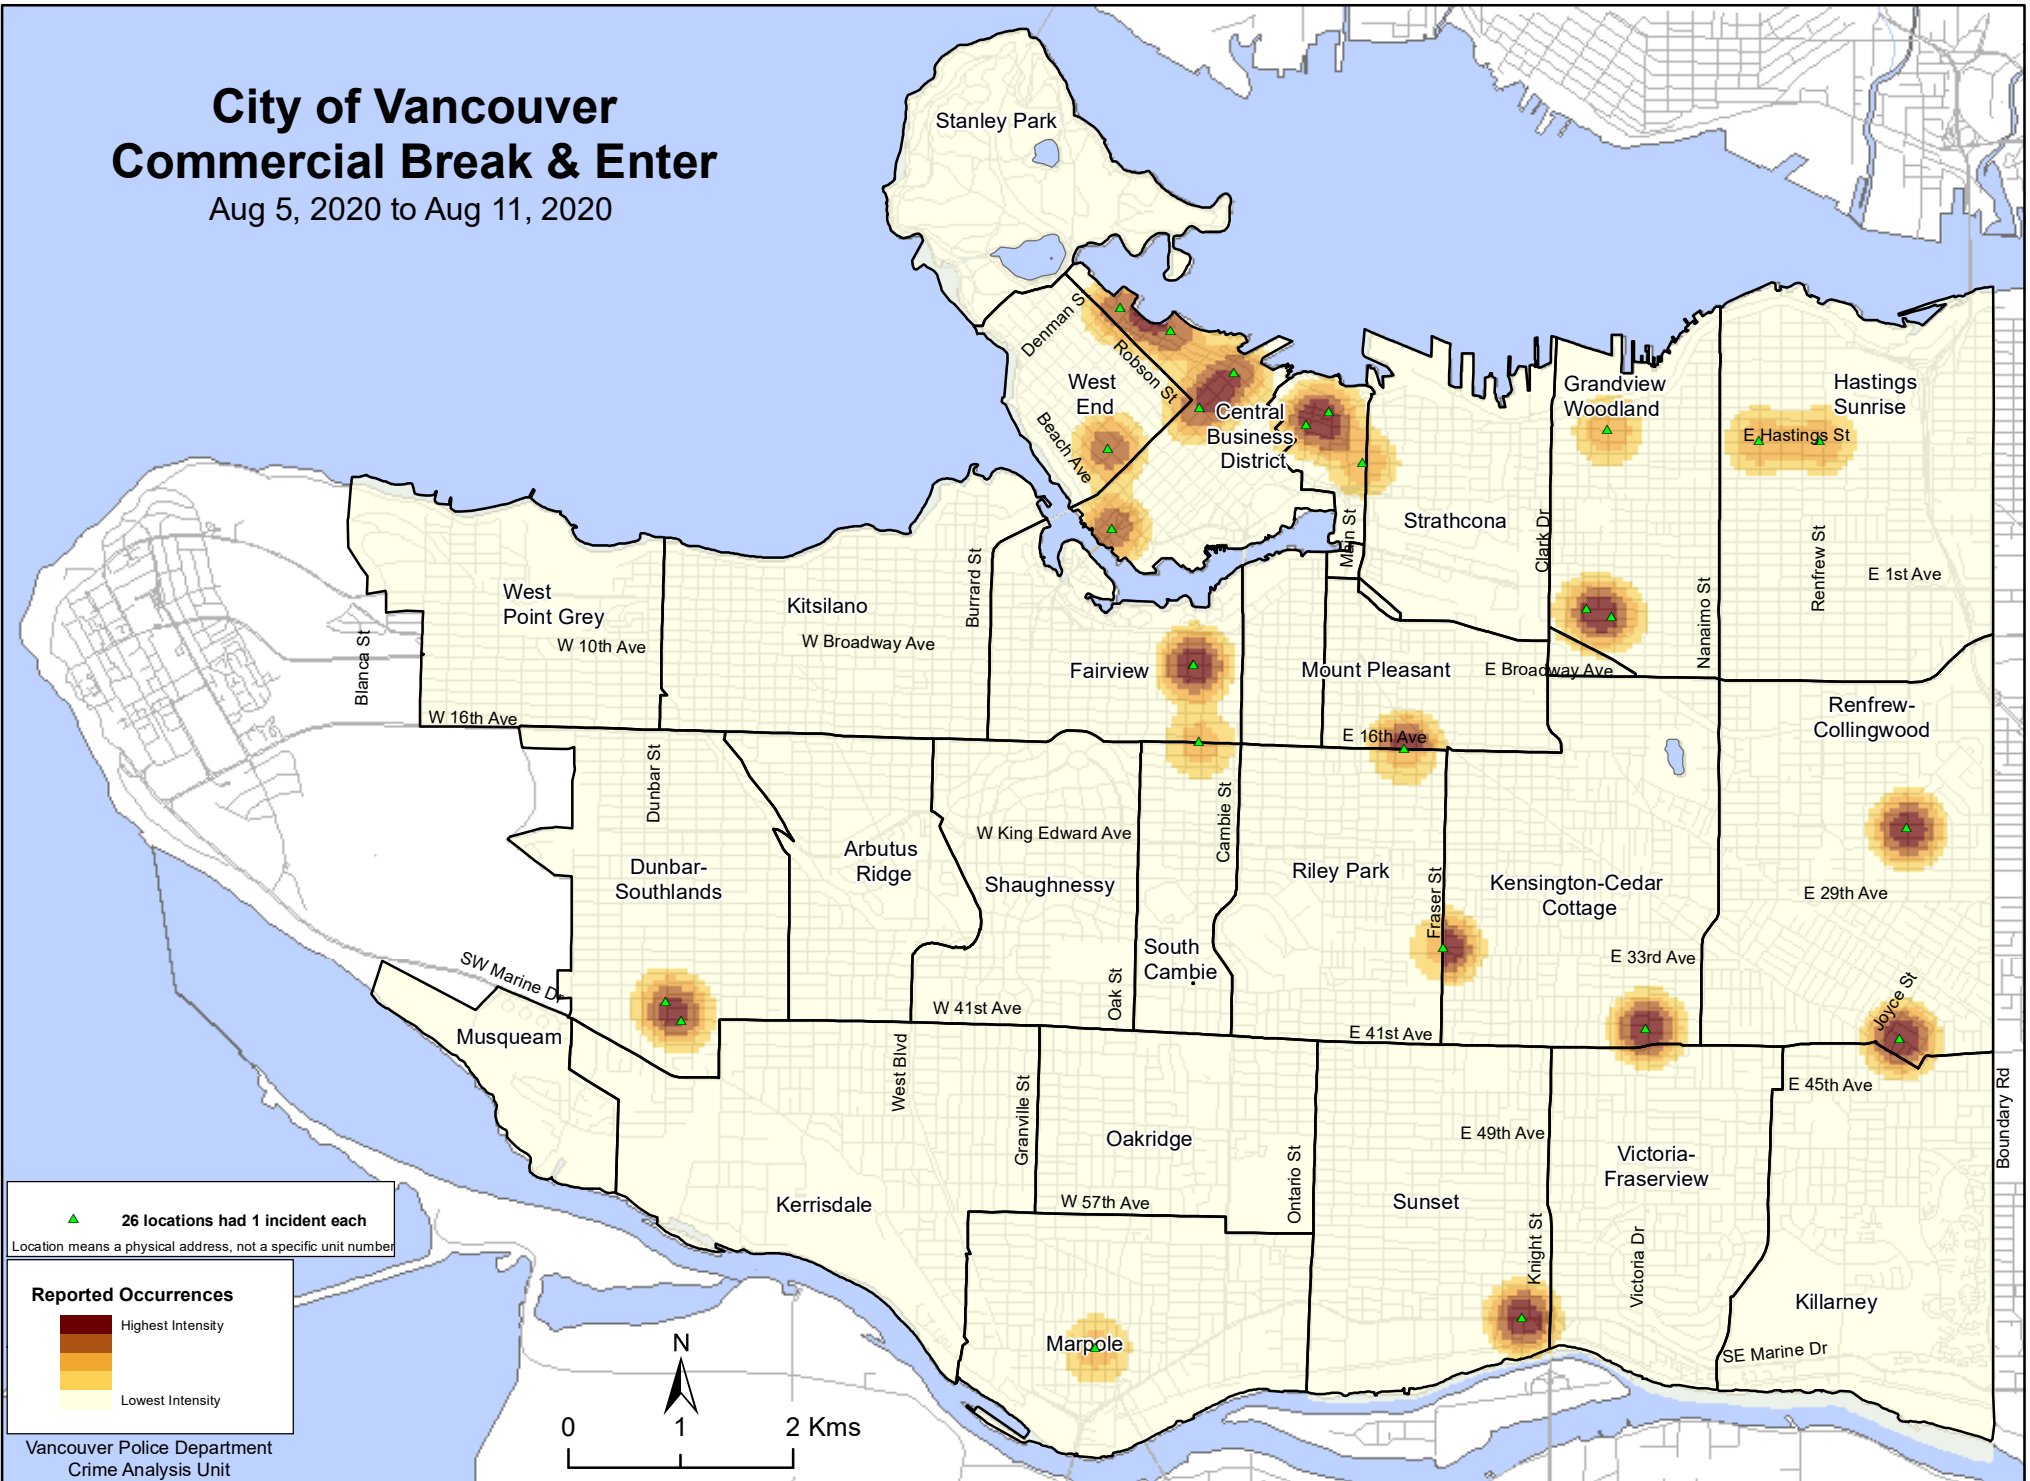 City of Vancouver
Commercial Break & Enter
Aug 5, 2020 to Aug 11, 2020
Stanley Park
Denman S
Robson St
West
End
Beach Ave
Central
Business
District
Grandview
Woodland
Hastings
Sunrise
E Hastings St
Strathcona
Main St
Clark Dr
Nanaimo St
Renfrew St
E 1st Ave
West
Point Grey
W 10th Ave
Kitsilano
W Broadway Ave
Burrard St
Blanca St
W 16th Ave
Fairview
Mount Pleasant
E Broadway Ave
E 16th Ave
Renfrew-
Collingwood
Dunbar St
Dunbar-
Southlands
Arbutus
Ridge
W King Edward Ave
Shaughnessy
Cambie St
Riley Park
Fraser St
Kensington-Cedar
Cottage
E 29th Ave
South
Cambie
E 33rd Ave
SW Marine Dr
Musqueam
W 41st Ave
Oak St
E 41st Ave
Joyce St
West Blvd
Granville St
Oakridge
E 49th Ave
E 45th Ave
Boundary Rd
Victoria-
Fraserview
Kerrisdale
W 57th Ave
Ontario St
Sunset
Knight St
Victoria Dr
Killarney
SE Marine Dr
Marpole
26 locations had 1 incident each
Location means a physical address, not a specific unit number
Reported Occurrences
Highest Intensity
Lowest Intensity
Vancouver Police Department
Crime Analysis Unit
N
0 1 2 Kms